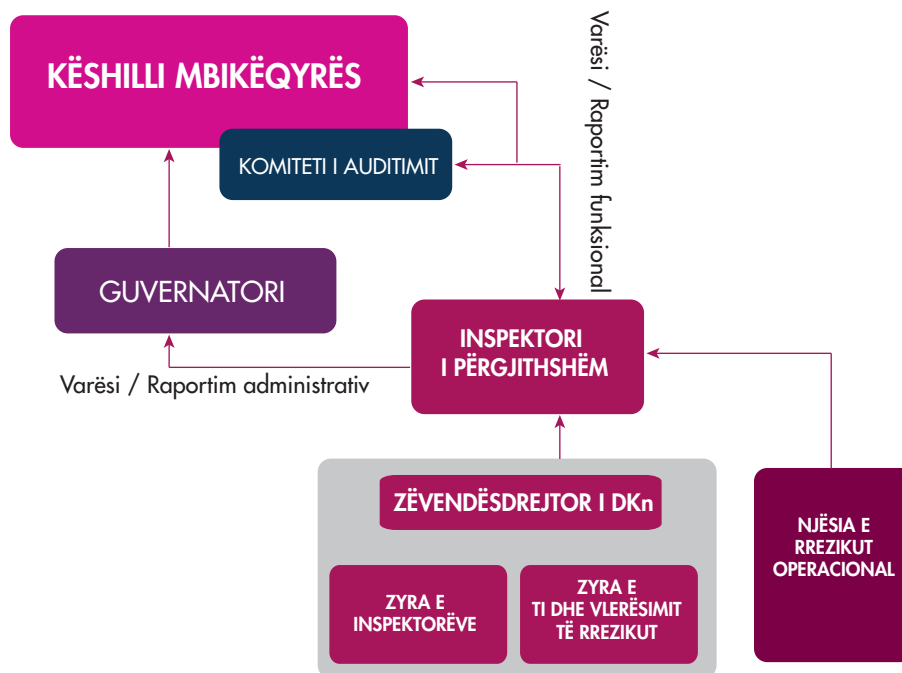 KËSHILLI MBIKËQYRËS
KOMITETI I AUDITIMIT
Varësi / Raportim funksional
GUVERNATORI
INSPEKTORI
I PËRGJITHSHËM
Varësi / Raportim administrativ
ZËVENDËSDREJTOR I DKn
ZYRA E
INSPEKTORËVE
ZYRA E
TI DHE VLERËSIMIT
TË RREZIKUT
NJËSIA E
RREZIKUT
OPERACIONAL